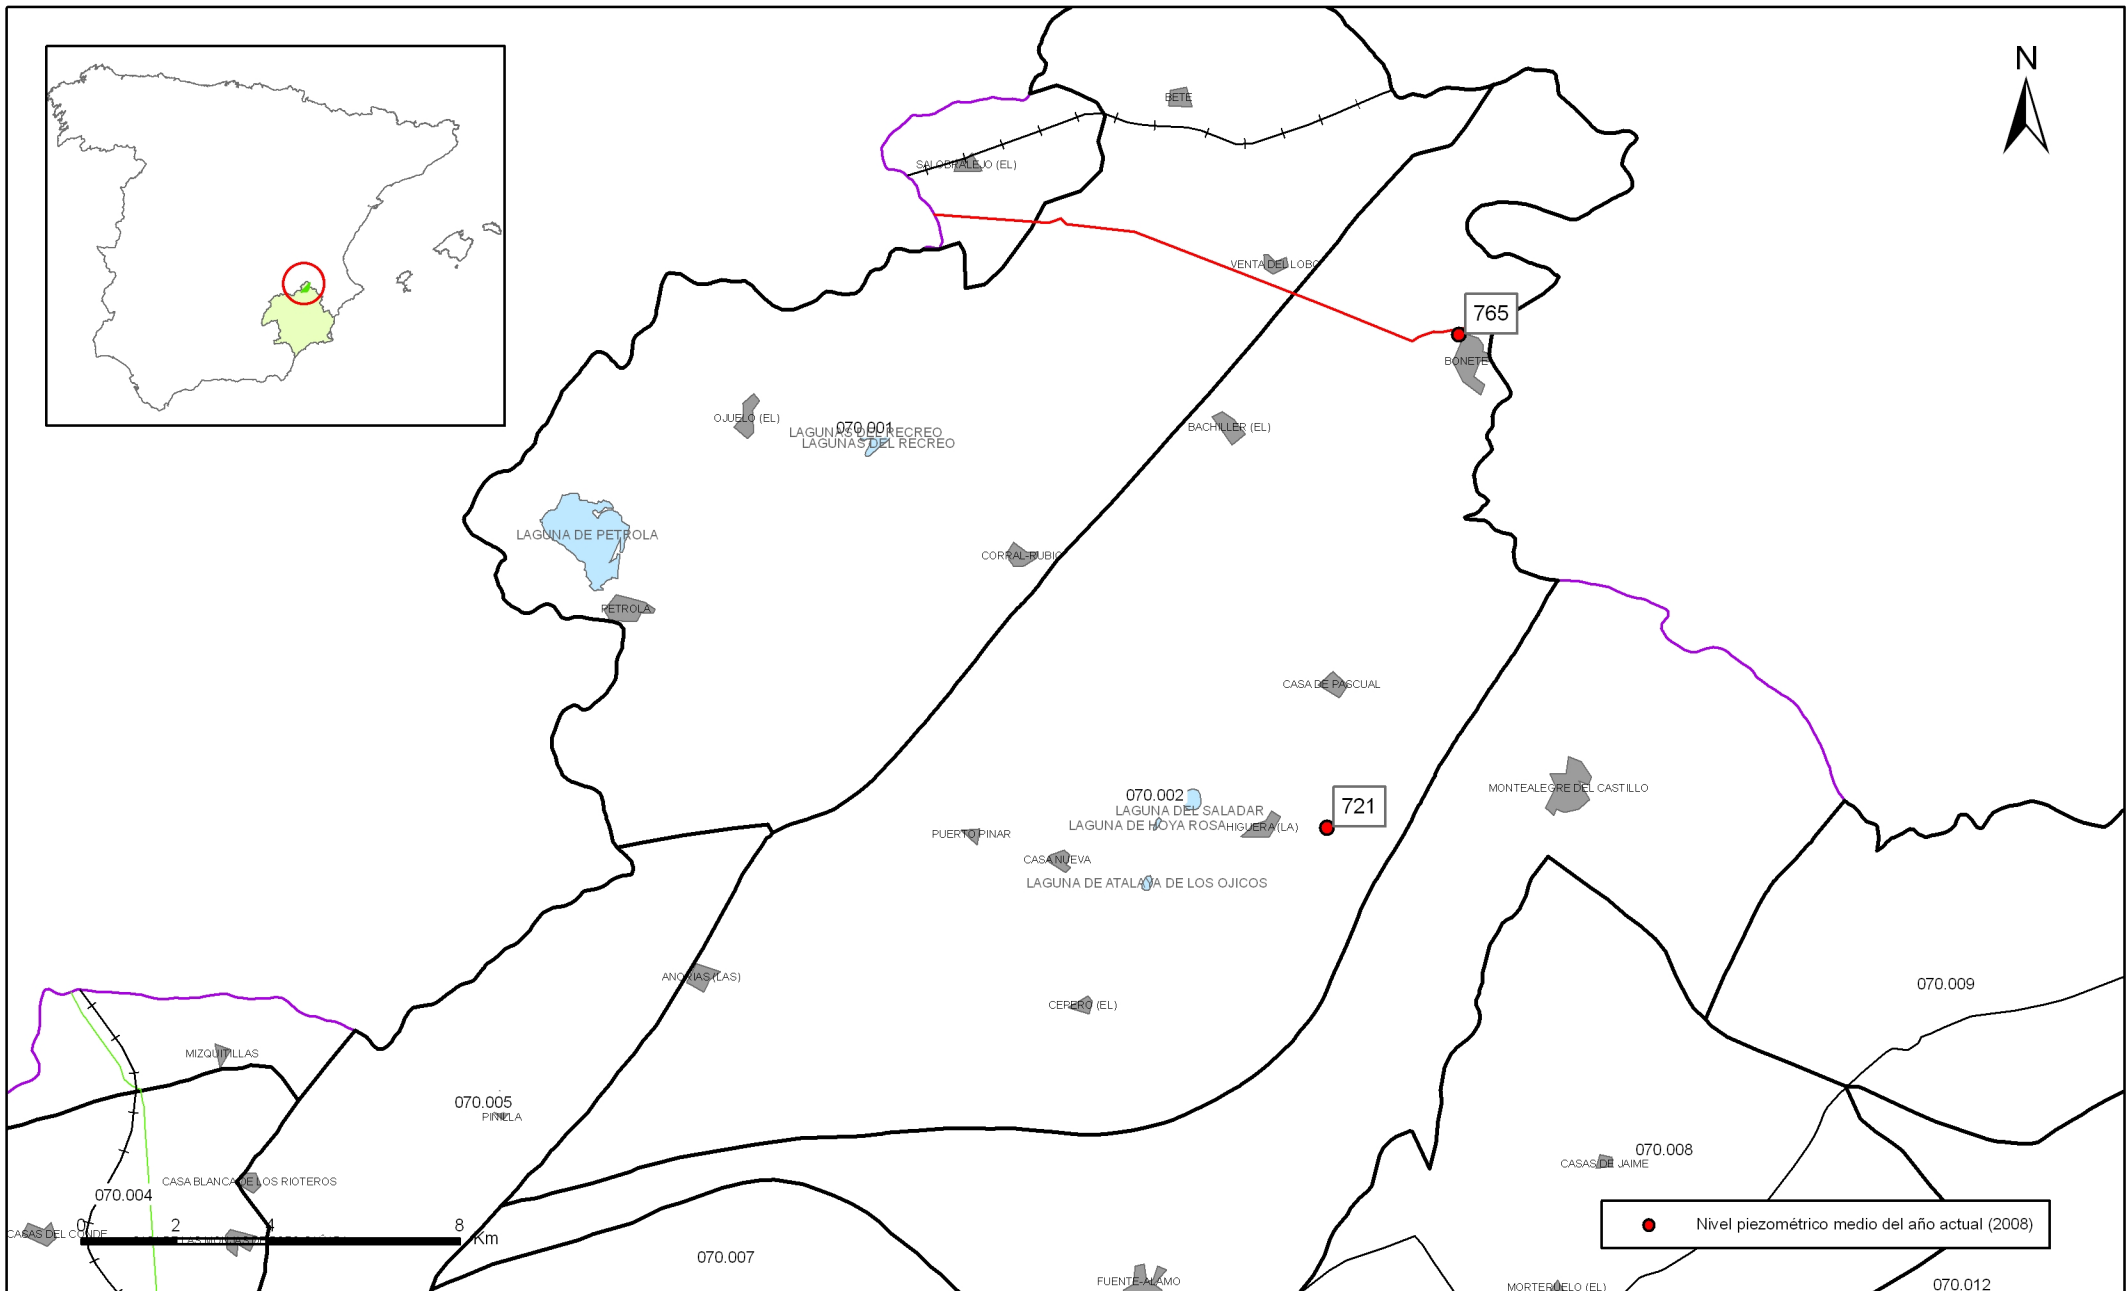 N
BETE
SALOBRALEJO (EL)
VENTA DEL LOBO
765
BONETE
OJUELO (EL)
070.001
LAGUNAS DEL RECREO
LAGUNAS DEL RECREO
BACHILLER (EL)
LAGUNA DE PETROLA
CORRAL-RUBIO
PETROLA
CASA DE PASCUAL
MONTEALEGRE DEL CASTILLO
070.002
721
LAGUNA DEL SALADAR
LAGUNA DE HOYA ROSA
HIGUERA (LA)
PUERTO PINAR
CASA NUEVA
LAGUNA DE ATALAYA DE LOS OJICOS
ANORIAS (LAS)
070.009
CEPERO (EL)
MIZQUITILLAS
070.005
PINILLA
070.008
CASAS DE JAIME
CASA BLANCA DE LOS RIOTEROS
070.004
CASAS DEL CONDE
0 2 4 8
Km
Nivel piezométrico medio del año actual (2008)
070.007
FUENTE-ALAMO
MORTERUELO (EL)
070.012